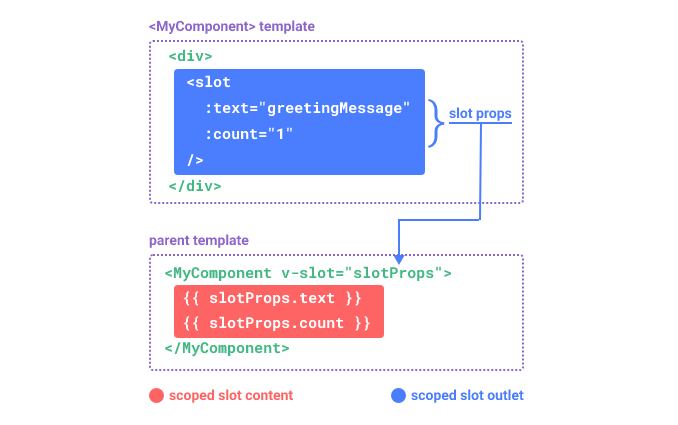 <MyComponent> template
<div>
<slot
:text="greetingMessage"
:count="1"
/>
</div>
slot props
parent template
<MyComponent v-slot="slotProps">
{{ slotProps.text }}
{{ slotProps.count }}
</MyComponent>
scoped slot content
scoped slot outlet